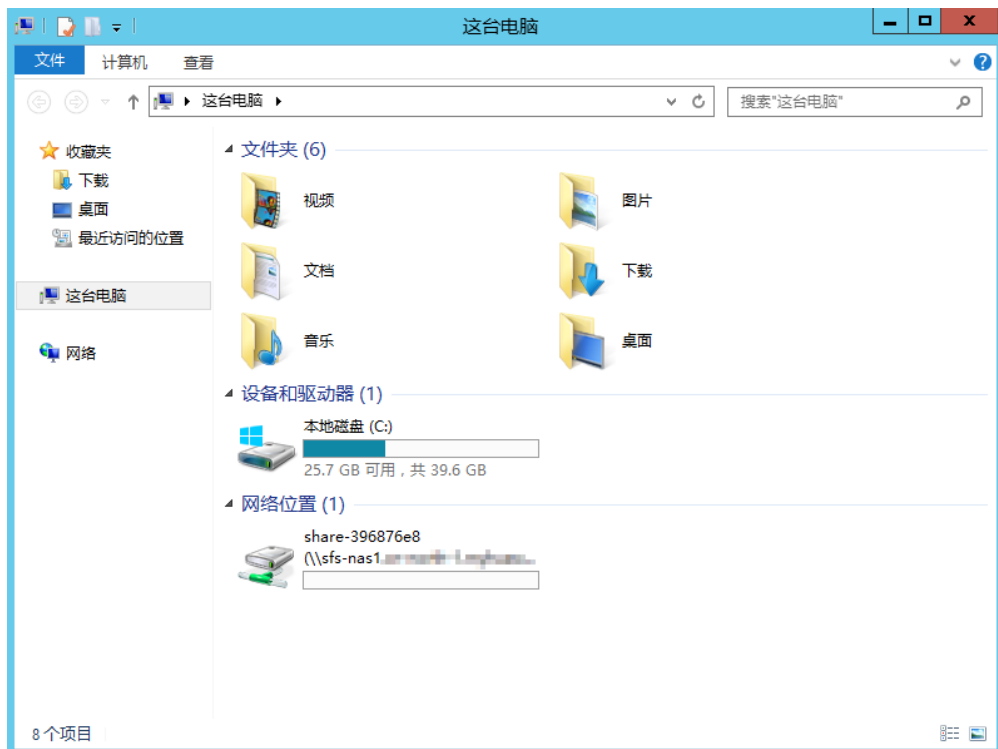 这台电脑
文件 计算机 查看
这台电脑
搜索"这台电脑"
收藏夹
下载
桌面
最近访问的位置
这台电脑
网络
文件夹 (6)
视频
图片
文档
下载
音乐
桌面
设备和驱动器 (1)
本地磁盘 (C:)
25.7 GB 可用，共 39.6 GB
网络位置 (1)
share-396876e8
(\\sfs-nas1.
8个项目